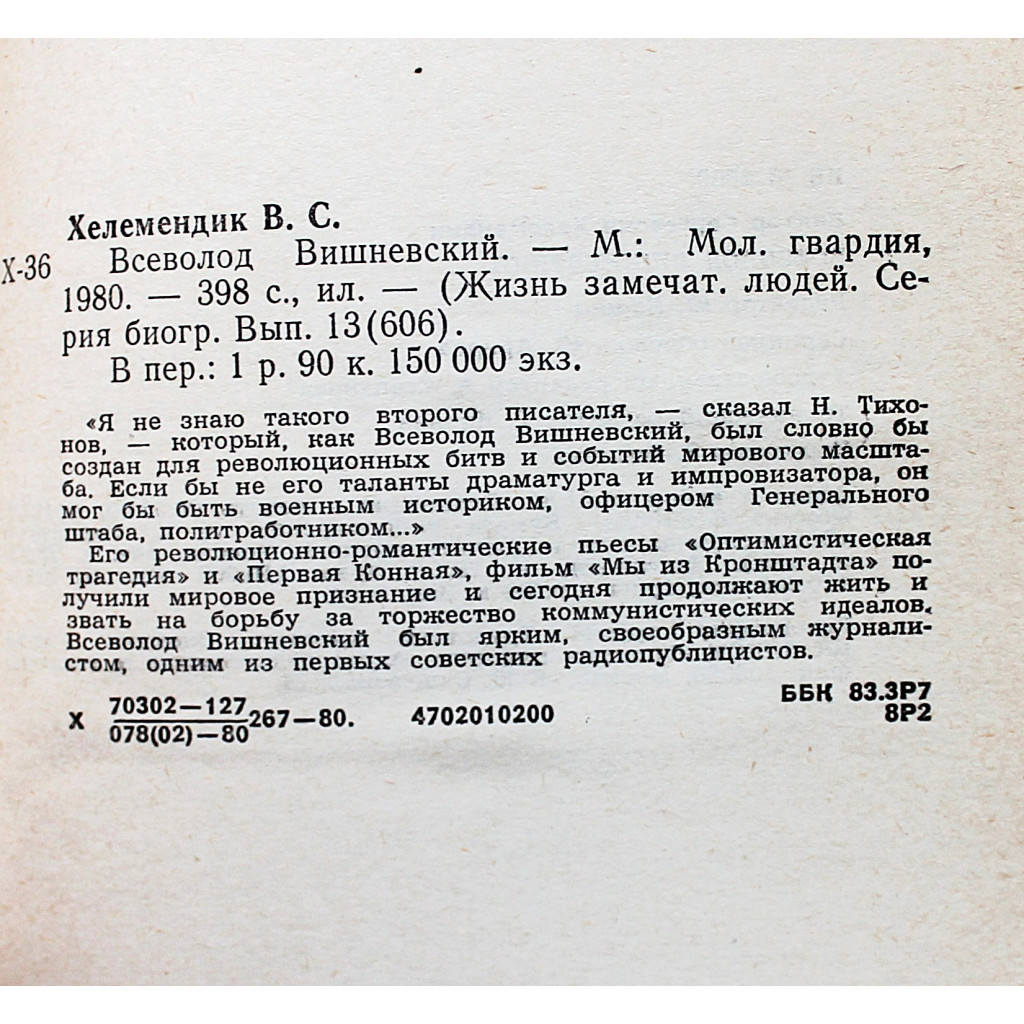 Хелемендик В. С.
Х-36 Всеволод Вишневский. — М.: Мол. гвардия,
1980. — 398 с., ил. — (Жизнь замечат. людей. Се-
рия биогр. Вып. 13(606).
В пер.: 1 р. 90 к. 150 000 экз.
«Я не знаю такого второго писателя, — сказал Н. Тихо-
нов, — который, как Всеволод Вишневский, был словно бы
создан для революционных битв и событий мирового масшта-
ба. Если бы не его таланты драматурга и импровизатора, он
мог бы быть военным историком, офицером Генерального
штаба, политработником...»
Его революционно-романтические пьесы «Оптимистическая
трагедия» и «Первая Конная», фильм «Мы из Кронштадта» по-
лучили мировое признание и сегодня продолжают жить и
звать на борьбу за торжество коммунистических идеалов.
Всеволод Вишневский был ярким, своеобразным журнали-
стом, одним из первых советских радиопублицистов.
Х 70302—127 267—80. 4702010200
078(02)—80
ББК 83.3Р7
8Р2